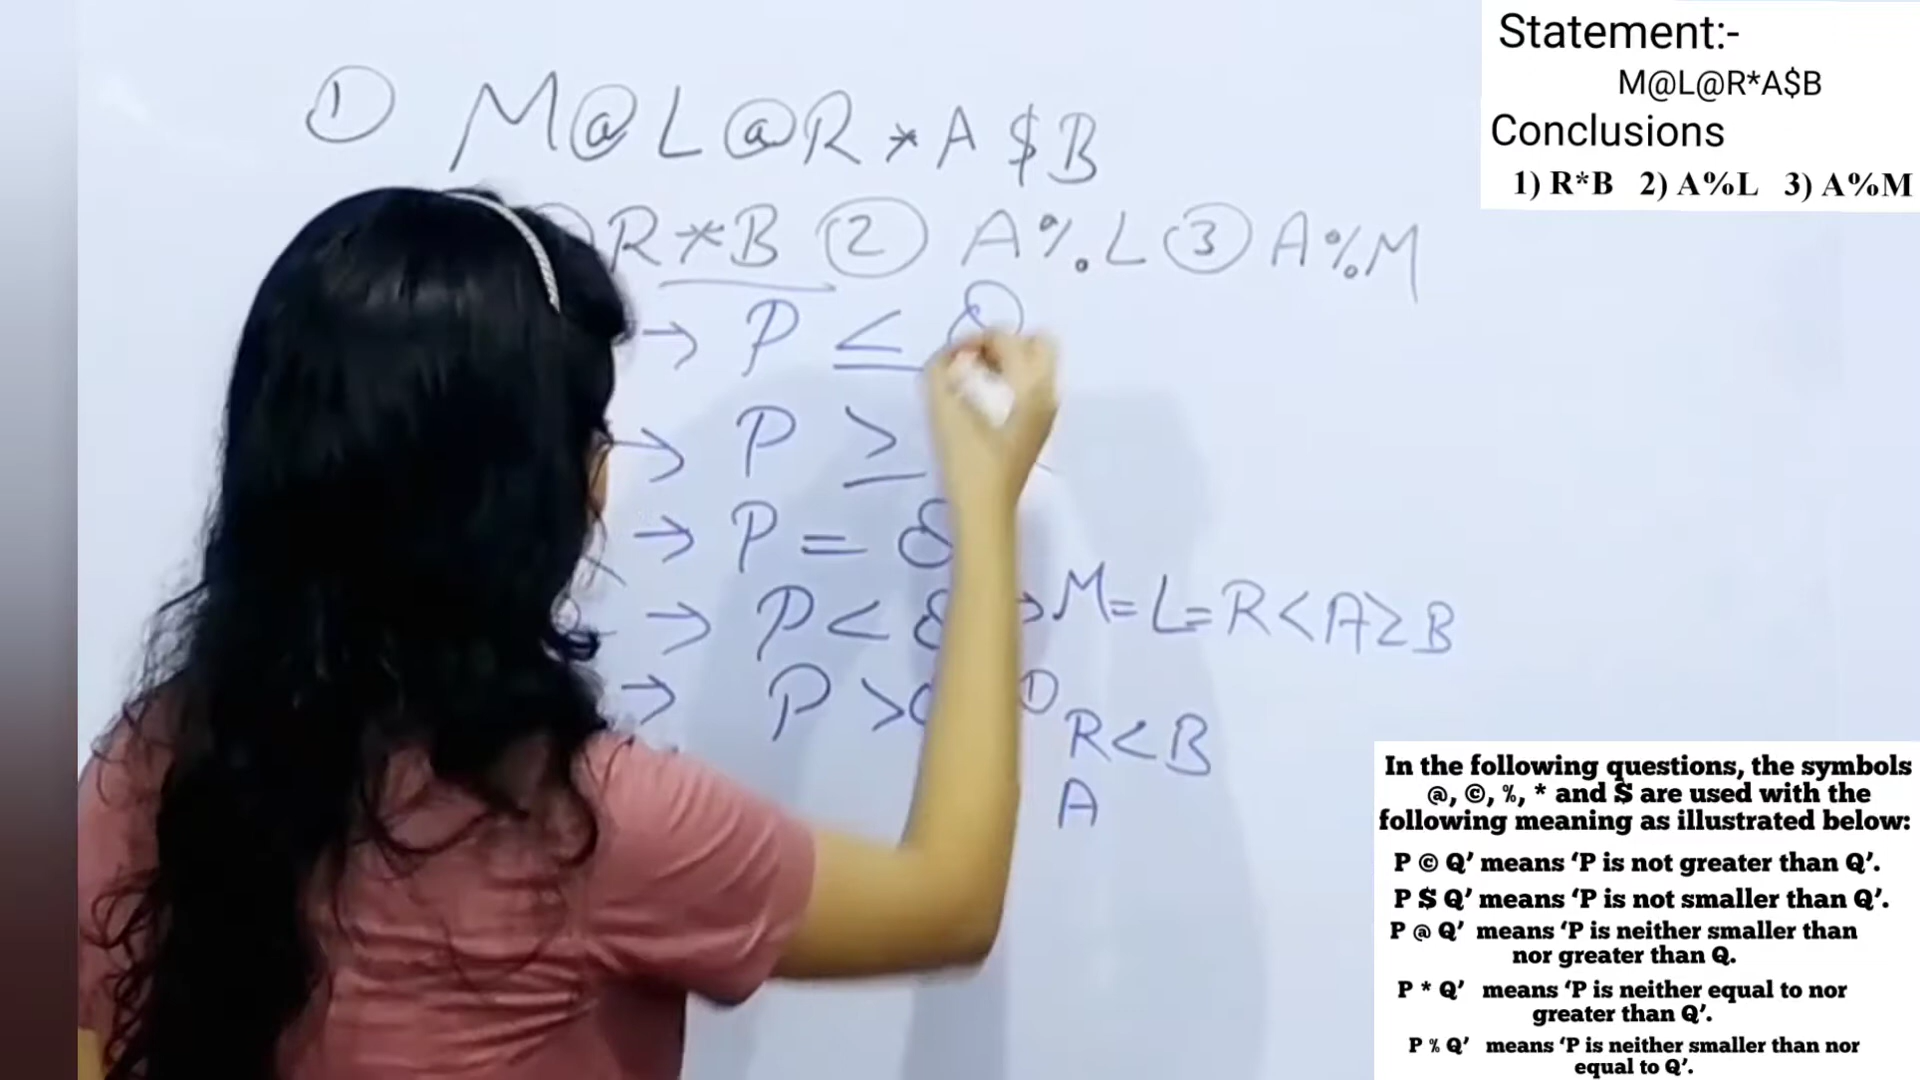 Statement:-
M@L@R*A$B
Conclusions
1) R*B 2) A%L 3) A%M
① M@L@R*A$B
R*B ② A%L ③ A%M
→ P ≤ Q
→ P ≥
→ P = Q
→ P < Q
→ P >
→ M=L=R<A≥B
① R<B
A
In the following questions, the symbols
@, ©, %, * and $ are used with the
following meaning as illustrated below:
P © Q’ means ‘P is not greater than Q’.
P $ Q’ means ‘P is not smaller than Q’.
P @ Q’ means ‘P is neither smaller than
nor greater than Q.
P * Q’ means ‘P is neither equal to nor
greater than Q’.
P % Q’ means ‘P is neither smaller than nor
equal to Q’.